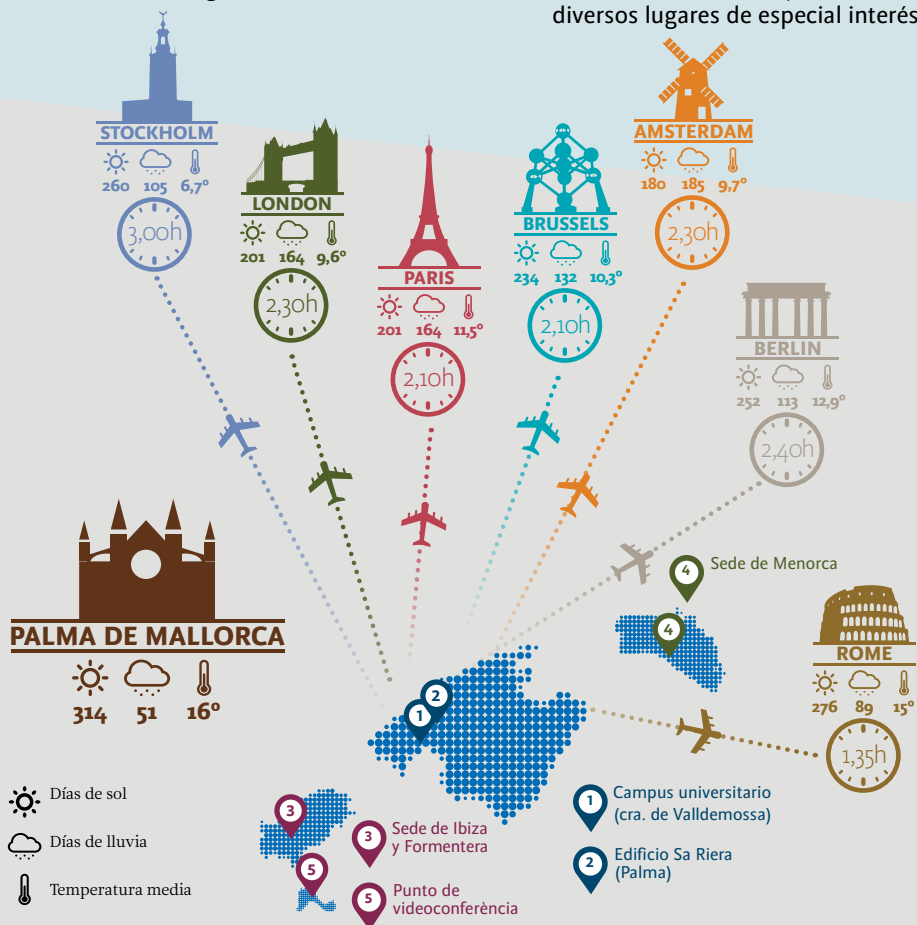 diversos lugares de especial interés
STOCKHOLM
260 105 6,7º
3,00h
LONDON
201 164 9,6º
2,30h
PARIS
201 164 11,5º
2,10h
BRUSSELS
234 132 10,3º
2,10h
AMSTERDAM
180 185 9,7º
2,30h
BERLIN
252 113 12,9º
2,40h
PALMA DE MALLORCA
314 51 16º
4 Sede de Menorca
4
ROME
276 89 15º
1,35h
2
1
Días de sol
Días de lluvia
Temperatura media
3
5
3 Sede de Ibiza
y Formentera
5 Punto de
videoconferència
1 Campus universitario
(cra. de Valldemossa)
2 Edificio Sa Riera
(Palma)